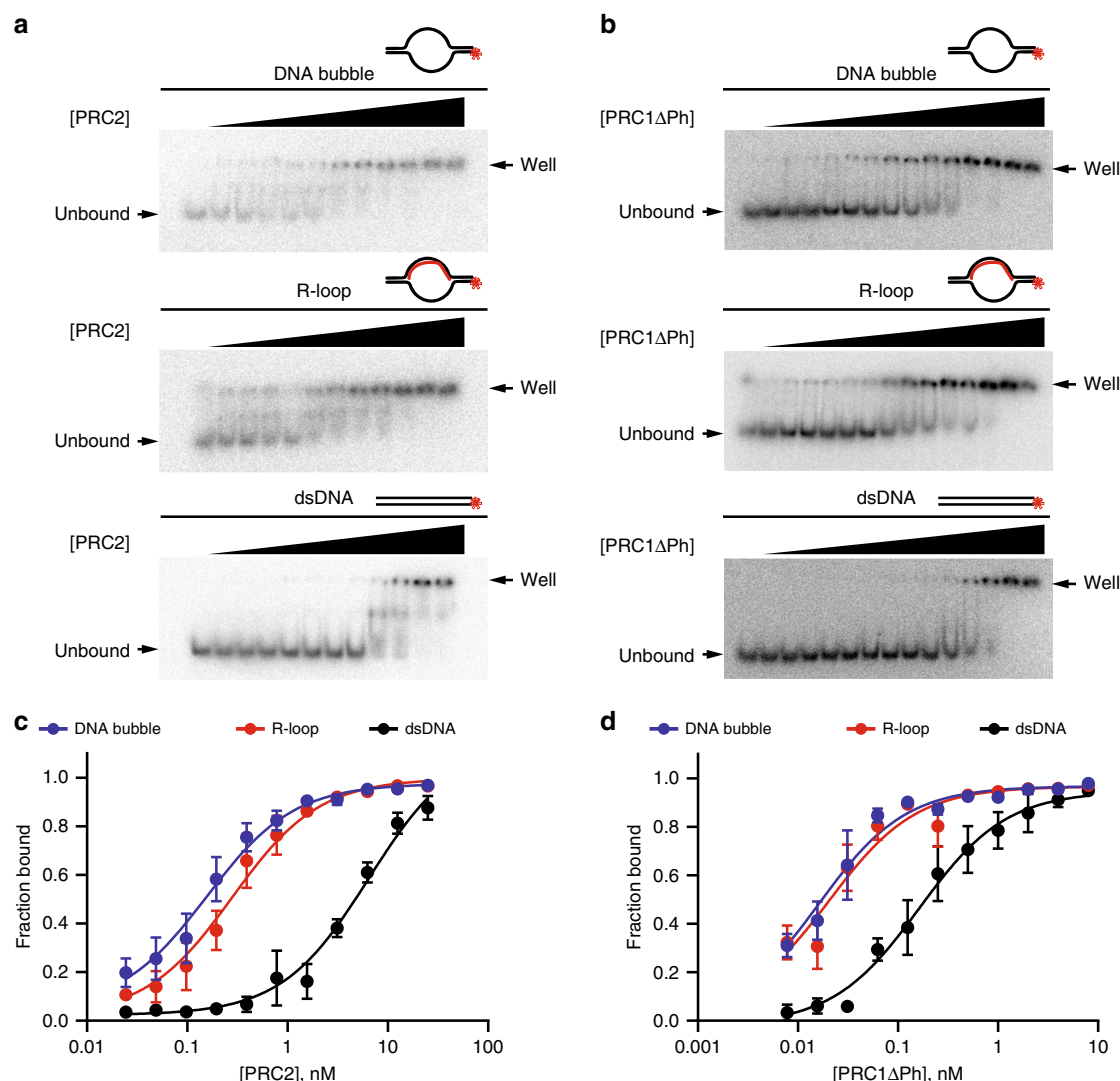 a
DNA bubble
[PRC2]
Well
Unbound
R-loop
[PRC2]
Well
Unbound
dsDNA
[PRC2]
Well
Unbound
b
DNA bubble
[PRC1ΔPh]
Well
Unbound
R-loop
[PRC1ΔPh]
Well
Unbound
dsDNA
[PRC1ΔPh]
Well
Unbound
c
DNA bubble R-loop dsDNA
1.0
0.8
0.6
0.4
0.2
0.0
Fraction bound
0.01 0.1 1 10 100
[PRC2], nM
d
DNA bubble R-loop dsDNA
1.0
0.8
0.6
0.4
0.2
0.0
Fraction bound
0.001 0.01 0.1 1 10
[PRC1ΔPh], nM